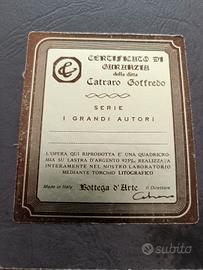 CERTIFICATO DI
GARANZIA
della ditta
Catraro Goffredo
SERIE
I GRANDI AUTORI
L'OPERA QUI RIPRODOTTA È UNA QUADRICRO-
MIA SU LASTRA D'ARGENTO 925‰, REALIZZATA
INTERAMENTE NEL NOSTRO LABORATORIO
MEDIANTE TORCHIO LITOGRAFICO
Made in Italy
Bottega d'Arte
Il Direttore
Catraro
subito